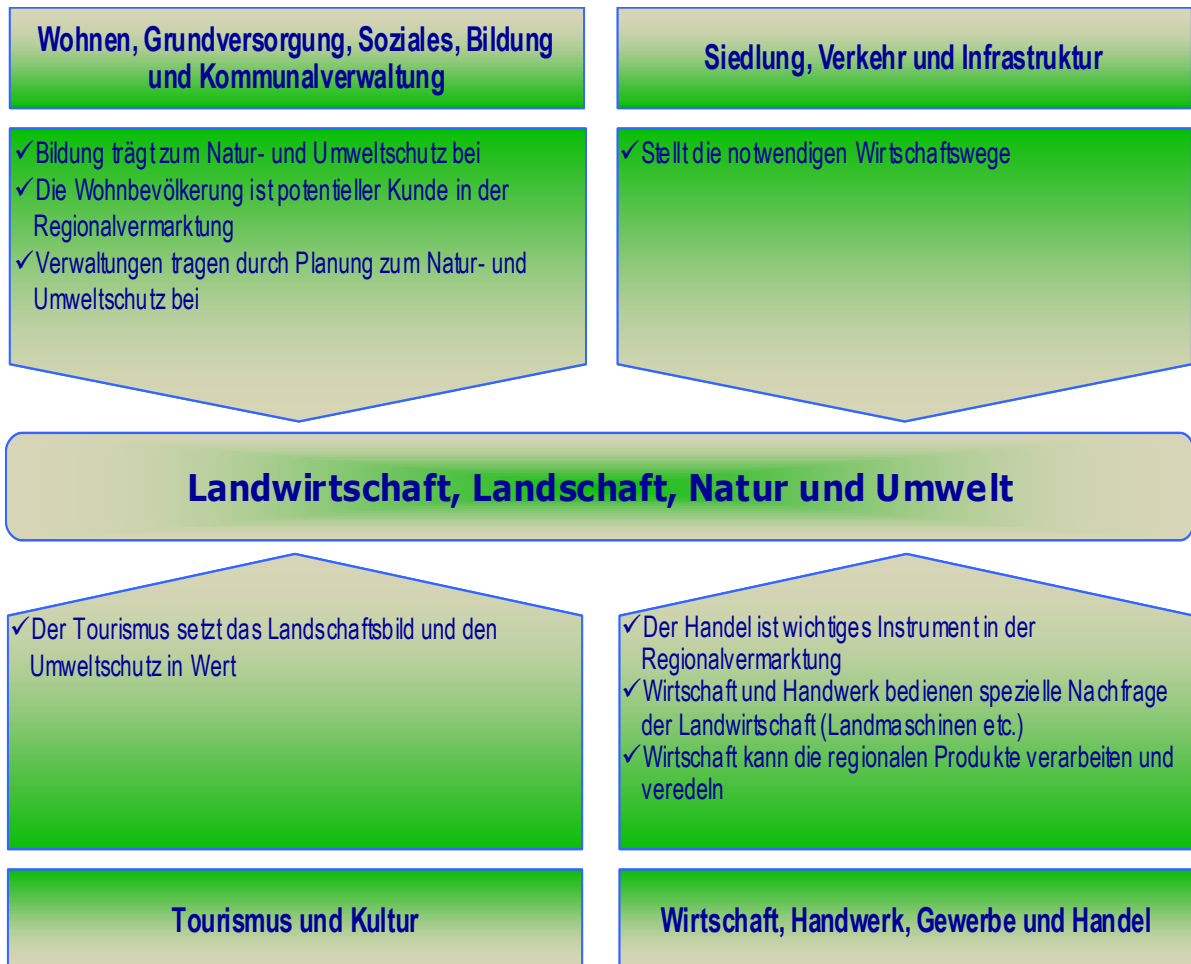 Wohnen, Grundversorgung, Soziales, Bildung
und Kommunalverwaltung
✓Bildung trägt zum Natur- und Umweltschutz bei
✓Die Wohnbevölkerung ist potentieller Kunde in der
Regionalvermarktung
✓Verwaltungen tragen durch Planung zum Natur- und
Umweltschutz bei
Siedlung, Verkehr und Infrastruktur
✓Stellt die notwendigen Wirtschaftswege
Landwirtschaft, Landschaft, Natur und Umwelt
✓Der Tourismus setzt das Landschaftsbild und den
Umweltschutz in Wert
Tourismus und Kultur
✓Der Handel ist wichtiges Instrument in der
Regionalvermarktung
✓Wirtschaft und Handwerk bedienen spezielle Nachfrage
der Landwirtschaft (Landmaschinen etc.)
✓Wirtschaft kann die regionalen Produkte verarbeiten und
veredeln
Wirtschaft, Handwerk, Gewerbe und Handel